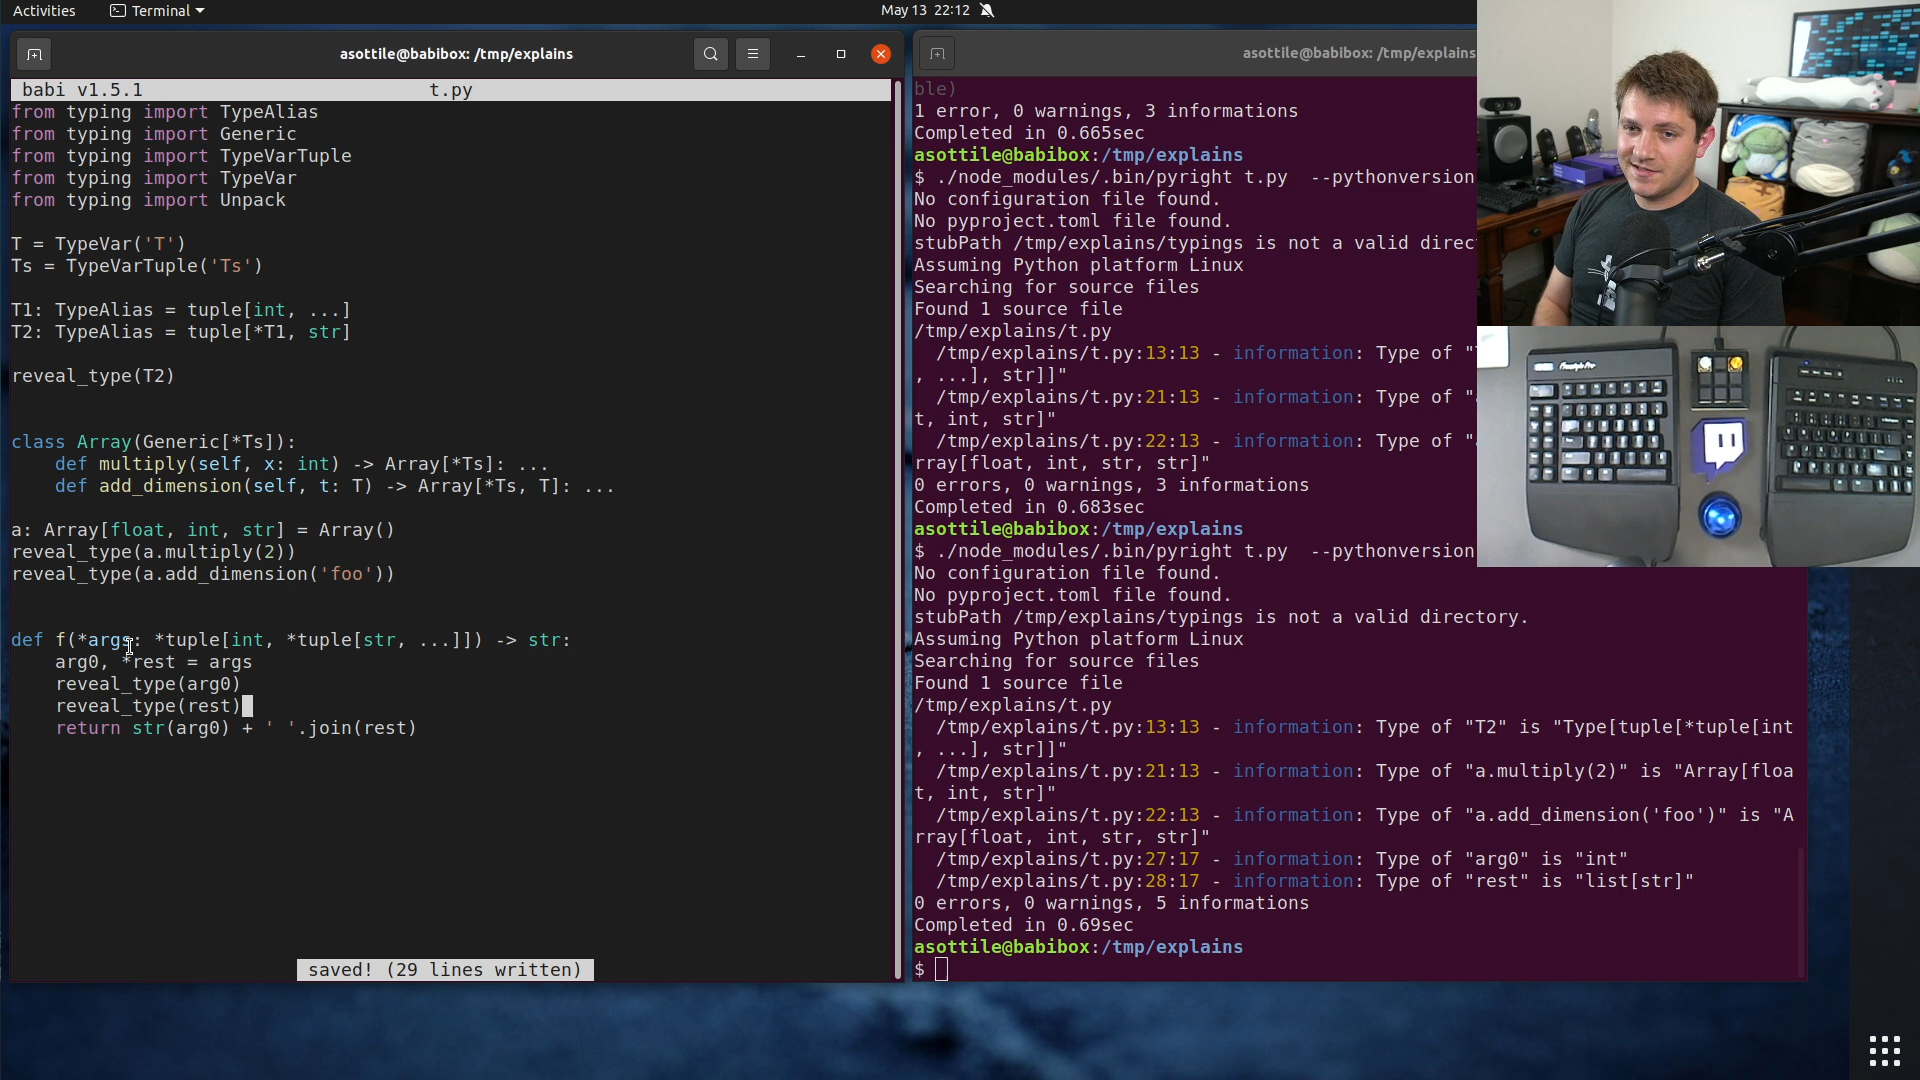 Activities
Terminal
May 13 22:12
asottile@babibox: /tmp/explains
babi v1.5.1 t.py
from typing import TypeAlias
from typing import Generic
from typing import TypeVarTuple
from typing import TypeVar
from typing import Unpack
T = TypeVar('T')
Ts = TypeVarTuple('Ts')
T1: TypeAlias = tuple[int, ...]
T2: TypeAlias = tuple[*T1, str]
reveal_type(T2)
class Array(Generic[*Ts]):
    def multiply(self, x: int) -> Array[*Ts]: ...
    def add_dimension(self, t: T) -> Array[*Ts, T]: ...
a: Array[float, int, str] = Array()
reveal_type(a.multiply(2))
reveal_type(a.add_dimension('foo'))
def f(*args: *tuple[int, *tuple[str, ...]]) -> str:
    arg0, *rest = args
    reveal_type(arg0)
    reveal_type(rest)
    return str(arg0) + ' '.join(rest)
saved! (29 lines written)
asottile@babibox: /tmp/explains
ble)
1 error, 0 warnings, 3 informations
Completed in 0.665sec
asottile@babibox:/tmp/explains
$ ./node_modules/.bin/pyright t.py  --pythonversion
No configuration file found.
No pyproject.toml file found.
stubPath /tmp/explains/typings is not a valid direc
Assuming Python platform Linux
Searching for source files
Found 1 source file
/tmp/explains/t.py
  /tmp/explains/t.py:13:13 - information: Type of "
, ...], str]]"
  /tmp/explains/t.py:21:13 - information: Type of "
t, int, str]"
  /tmp/explains/t.py:22:13 - information: Type of "
rray[float, int, str, str]"
0 errors, 0 warnings, 3 informations
Completed in 0.683sec
asottile@babibox:/tmp/explains
$ ./node_modules/.bin/pyright t.py  --pythonversion
No configuration file found.
No pyproject.toml file found.
stubPath /tmp/explains/typings is not a valid directory.
Assuming Python platform Linux
Searching for source files
Found 1 source file
/tmp/explains/t.py
  /tmp/explains/t.py:13:13 - information: Type of "T2" is "Type[tuple[*tuple[int
, ...], str]]"
  /tmp/explains/t.py:21:13 - information: Type of "a.multiply(2)" is "Array[floa
t, int, str]"
  /tmp/explains/t.py:22:13 - information: Type of "a.add_dimension('foo')" is "A
rray[float, int, str, str]"
  /tmp/explains/t.py:27:17 - information: Type of "arg0" is "int"
  /tmp/explains/t.py:28:17 - information: Type of "rest" is "list[str]"
0 errors, 0 warnings, 5 informations
Completed in 0.69sec
asottile@babibox:/tmp/explains
$